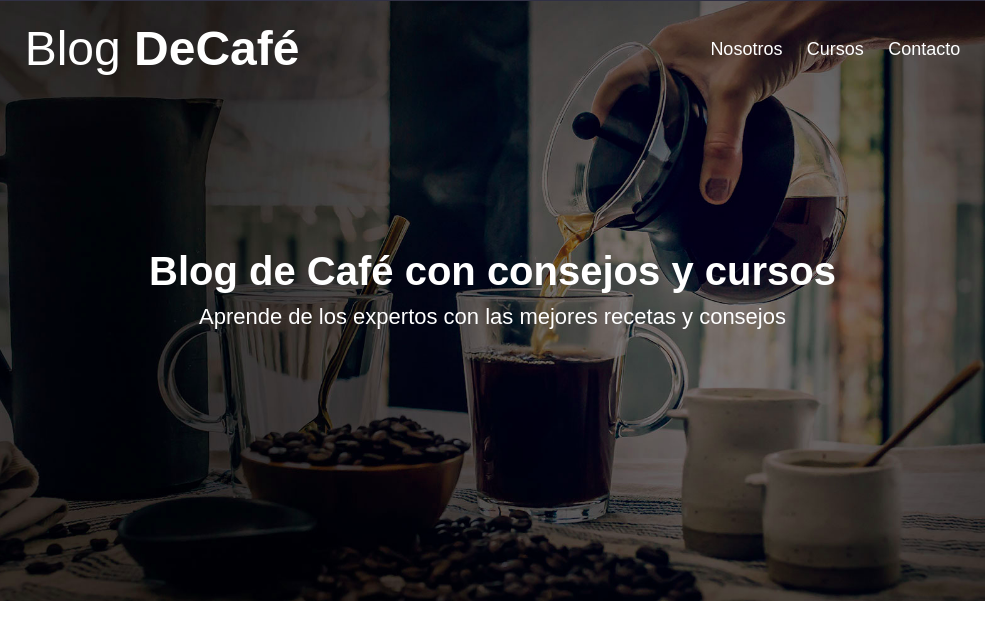 Blog DeCafé
Nosotros Cursos Contacto
Blog de Café con consejos y cursos
Aprende de los expertos con las mejores recetas y consejos